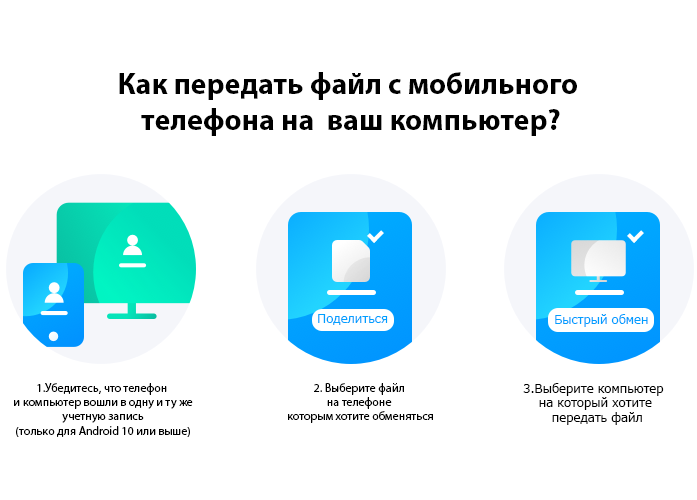 Как передать файл с мобильного
телефона на ваш компьютер?
Поделиться
Быстрый обмен
1.Убедитесь, что телефон
и компьютер вошли в одну и ту же
учетную запись
(только для Android 10 или выше)
2. Выберите файл
на телефоне
которым хотите обменяться
3.Выберите компьютер
на который хотите
передать файл